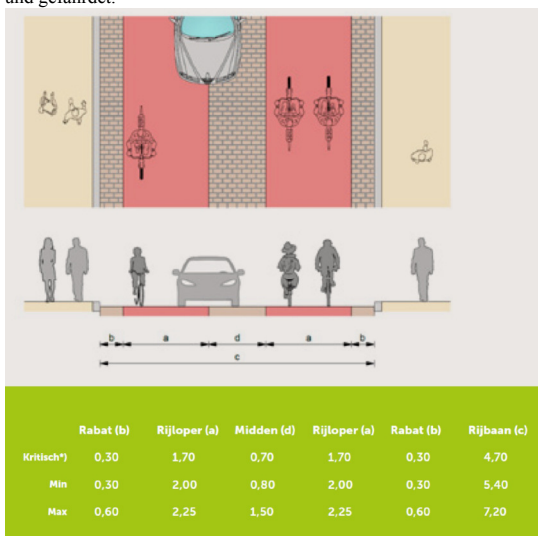 und gefährdet.
b a d a b
c
Rabat (b) Rijloper (a) Midden (d) Rijloper (a) Rabat (b) Rijbaan (c)
Kritisch*) 0,30 1,70 0,70 1,70 0,30 4,70
Min 0,30 2,00 0,80 2,00 0,30 5,40
Max 0,60 2,25 1,50 2,25 0,60 7,20